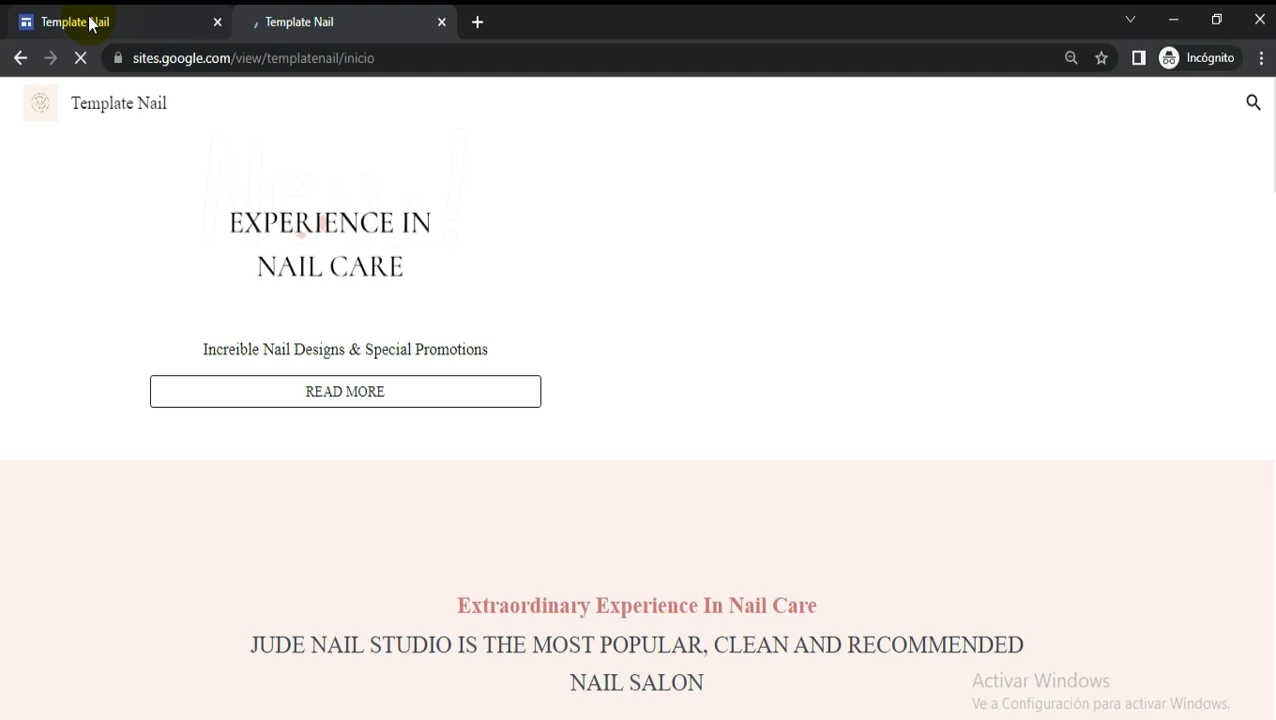 Template Nail
Template Nail
sites.google.com/view/templatenail/inicio
Incógnito
Template Nail
New!
EXPERIENCE IN
NAIL CARE
Increible Nail Designs & Special Promotions
READ MORE
Extraordinary Experience In Nail Care
JUDE NAIL STUDIO IS THE MOST POPULAR, CLEAN AND RECOMMENDED
NAIL SALON
Activar Windows
Ve a Configuración para activar Windows.